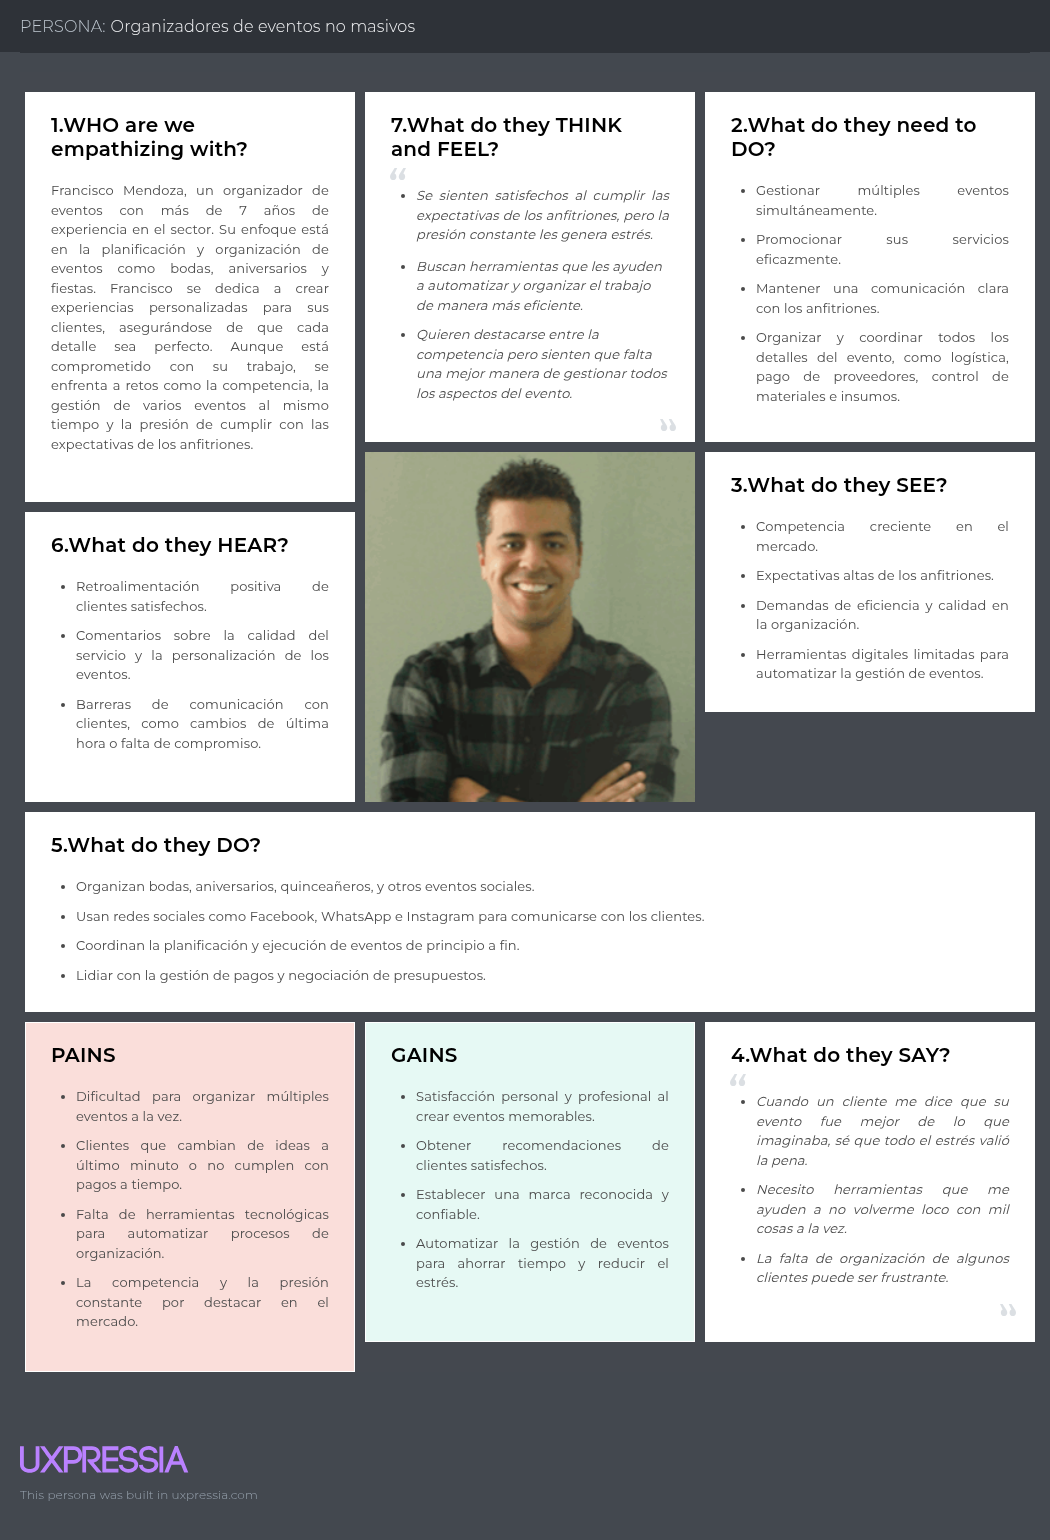 PERSONA: Organizadores de eventos no masivos
1.WHO are we
empathizing with?
Francisco Mendoza, un organizador de
eventos con más de 7 años de
experiencia en el sector. Su enfoque está
en la planificación y organización de
eventos como bodas, aniversarios y
fiestas. Francisco se dedica a crear
experiencias personalizadas para sus
clientes, asegurándose de que cada
detalle sea perfecto. Aunque está
comprometido con su trabajo, se
enfrenta a retos como la competencia, la
gestión de varios eventos al mismo
tiempo y la presión de cumplir con las
expectativas de los anfitriones.
7.What do they THINK
and FEEL?
“
• Se sienten satisfechos al cumplir las
expectativas de los anfitriones, pero la
presión constante les genera estrés.
• Buscan herramientas que les ayuden
a automatizar y organizar el trabajo
de manera más eficiente.
• Quieren destacarse entre la
competencia pero sienten que falta
una mejor manera de gestionar todos
los aspectos del evento.
”
2.What do they need to
DO?
• Gestionar múltiples eventos
simultáneamente.
• Promocionar sus servicios
eficazmente.
• Mantener una comunicación clara
con los anfitriones.
• Organizar y coordinar todos los
detalles del evento, como logística,
pago de proveedores, control de
materiales e insumos.
6.What do they HEAR?
• Retroalimentación positiva de
clientes satisfechos.
• Comentarios sobre la calidad del
servicio y la personalización de los
eventos.
• Barreras de comunicación con
clientes, como cambios de última
hora o falta de compromiso.
3.What do they SEE?
• Competencia creciente en el
mercado.
• Expectativas altas de los anfitriones.
• Demandas de eficiencia y calidad en
la organización.
• Herramientas digitales limitadas para
automatizar la gestión de eventos.
5.What do they DO?
• Organizan bodas, aniversarios, quinceañeros, y otros eventos sociales.
• Usan redes sociales como Facebook, WhatsApp e Instagram para comunicarse con los clientes.
• Coordinan la planificación y ejecución de eventos de principio a fin.
• Lidiar con la gestión de pagos y negociación de presupuestos.
PAINS
• Dificultad para organizar múltiples
eventos a la vez.
• Clientes que cambian de ideas a
último minuto o no cumplen con
pagos a tiempo.
• Falta de herramientas tecnológicas
para automatizar procesos de
organización.
• La competencia y la presión
constante por destacar en el
mercado.
GAINS
• Satisfacción personal y profesional al
crear eventos memorables.
• Obtener recomendaciones de
clientes satisfechos.
• Establecer una marca reconocida y
confiable.
• Automatizar la gestión de eventos
para ahorrar tiempo y reducir el
estrés.
4.What do they SAY?
“
• Cuando un cliente me dice que su
evento fue mejor de lo que
imaginaba, sé que todo el estrés valió
la pena.
• Necesito herramientas que me
ayuden a no volverme loco con mil
cosas a la vez.
• La falta de organización de algunos
clientes puede ser frustrante.
”
UXPRESSIA
This persona was built in uxpressia.com